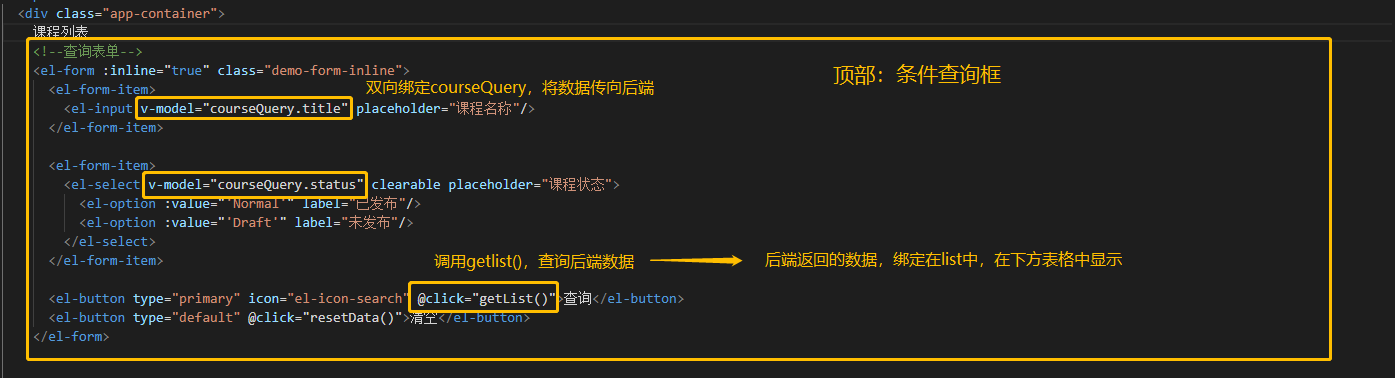 <div class="app-container">
课程列表
<!--查询表单-->
<el-form :inline="true" class="demo-form-inline">
顶部：条件查询框
<el-form-item>
双向绑定courseQuery，将数据传向后端
<el-input v-model="courseQuery.title" placeholder="课程名称"/>
</el-form-item>
<el-form-item>
<el-select v-model="courseQuery.status" clearable placeholder="课程状态">
<el-option :value="'Normal'" label="已发布"/>
<el-option :value="'Draft'" label="未发布"/>
</el-select>
</el-form-item>
调用getlist()，查询后端数据
后端返回的数据，绑定在list中，在下方表格中显示
<el-button type="primary" icon="el-icon-search" @click="getList()">查询</el-button>
<el-button type="default" @click="resetData()">清空</el-button>
</el-form>